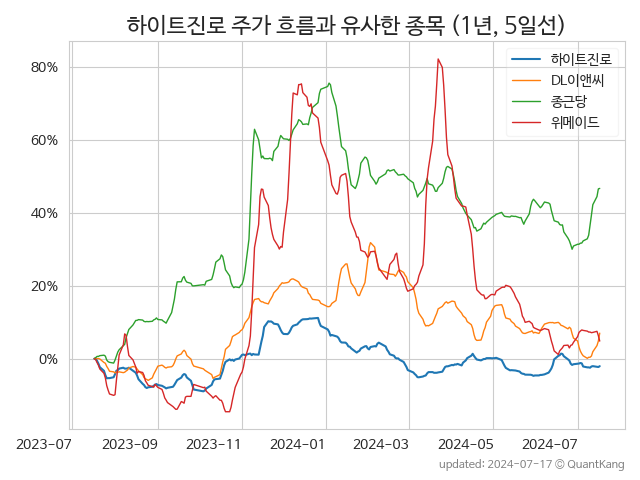 하이트진로 주가 흐름과 유사한 종목 (1년, 5일선)
하이트진로
DL이앤씨
종근당
위메이드
80%
60%
40%
20%
0%
2023-07 2023-09 2023-11 2024-01 2024-03 2024-05 2024-07
updated: 2024-07-17 © QuantKang